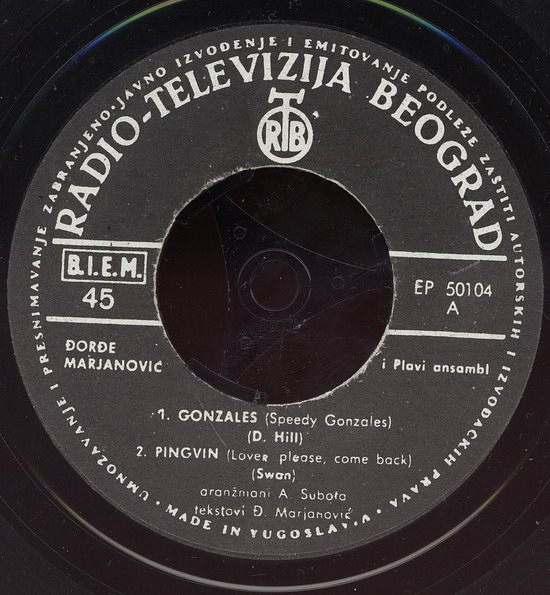 UMNOŽAVANJE I PRESNIMAVANJE ZABRANJENO · JAVNO IZVOĐENJE I EMITOVANJE PODLEŽE ZAŠTITI AUTORSKIH I IZVOĐAČKIH PRAVA ·
RADIO-TELEVIZIJA BEOGRAD
RTB
B.I.E.M.
45
EP 50104
A
ĐORĐE
MARJANOVIĆ
i Plavi ansambl
1. GONZALES (Speedy Gonzales)
(D. Hill)
2. PINGVIN (Lover please, come back)
(Swan)
aranžmani A. Subota
tekstovi Đ. Marjanović
· MADE IN YUGOSLAVIA ·